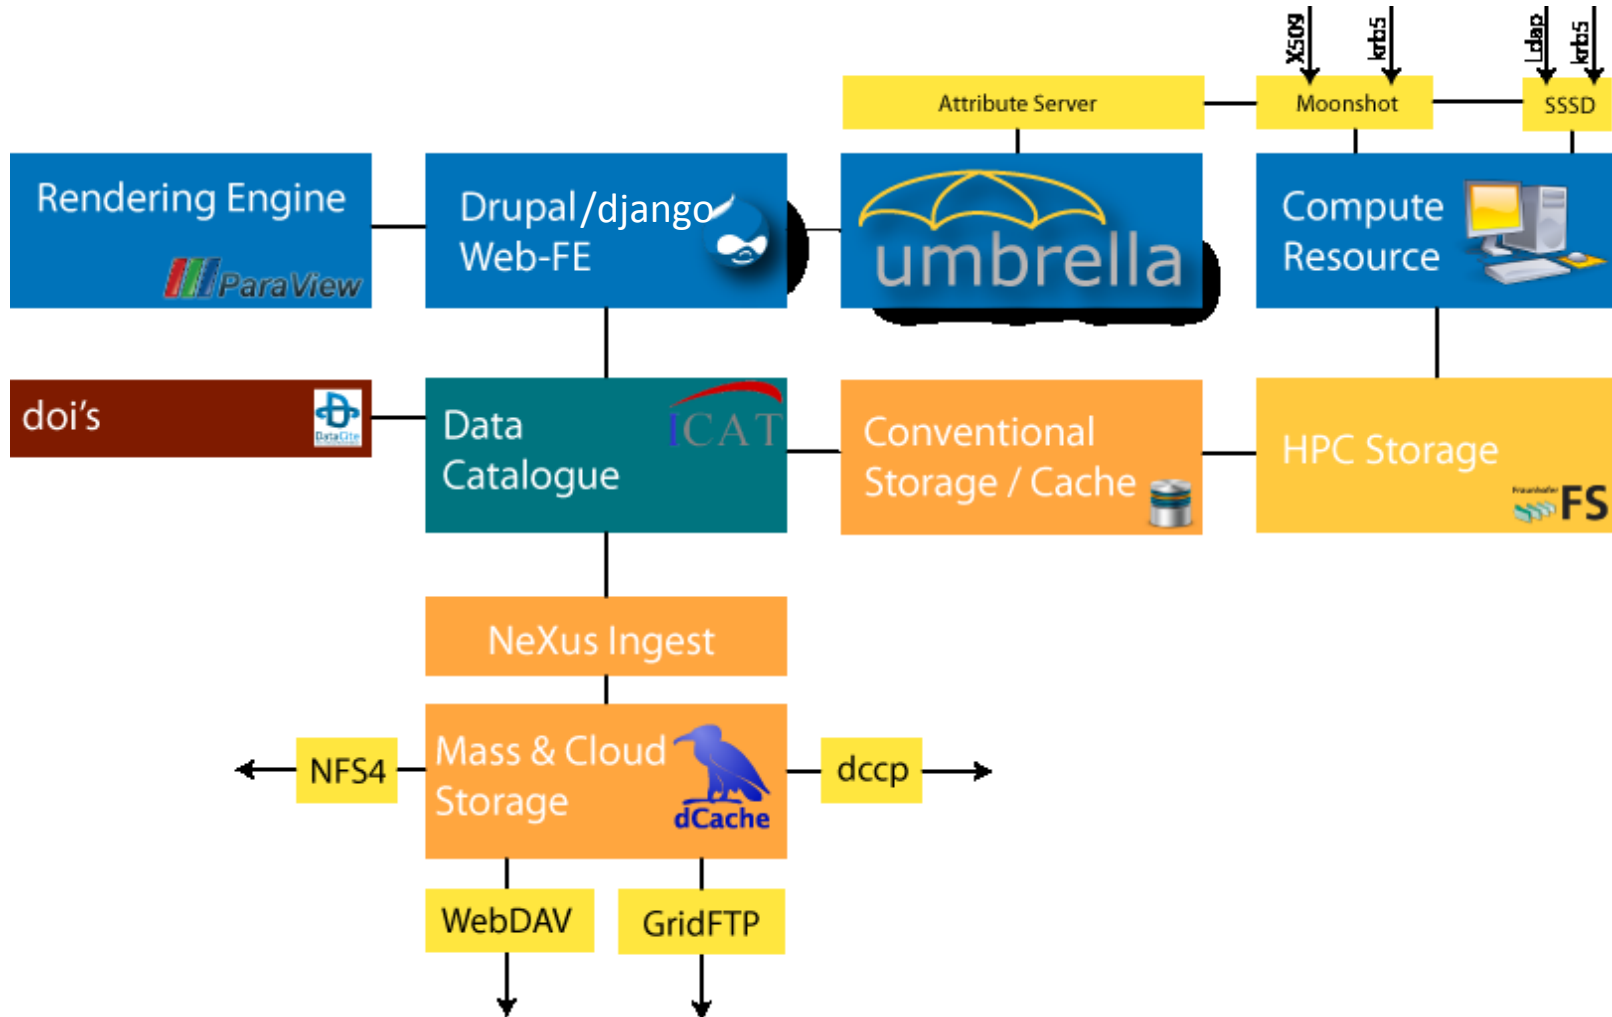 X509
krb5
Ldap
krb5
Attribute Server
Moonshot
SSSD
Rendering Engine
ParaView
Drupal/django
Web-FE
umbrella
Compute
Resource
doi's
DataCite
Data
Catalogue
ICAT
Conventional
Storage / Cache
HPC Storage
Fraunhofer
FS
NeXus Ingest
NFS4
Mass & Cloud
Storage
dCache
dccp
WebDAV
GridFTP